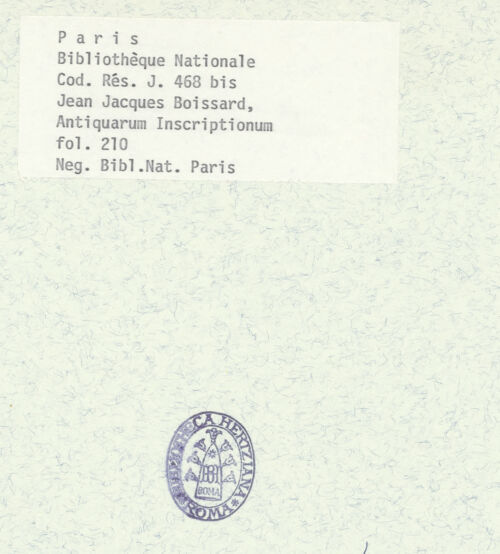 P a r i s
Bibliothèque Nationale
Cod. Rés. J. 468 bis
Jean Jacques Boissard,
Antiquarum Inscriptionum
fol. 210
Neg. Bibl.Nat. Paris
CA HERTZIANA * ROMA
ROMA